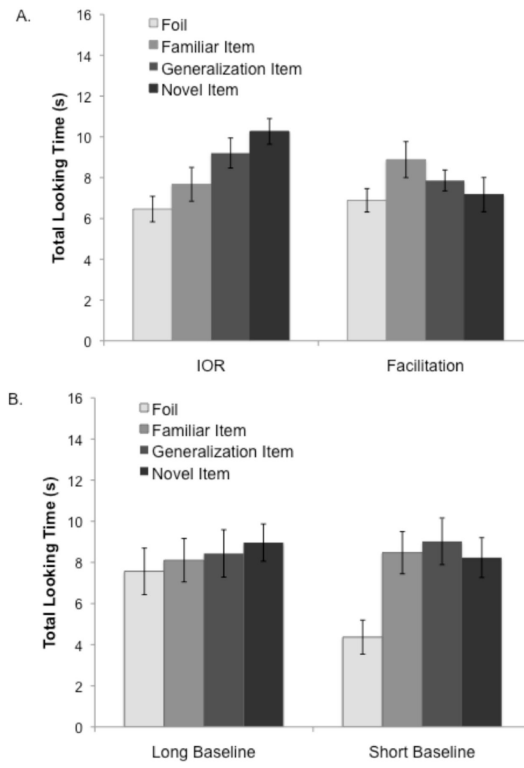 A.
Foil
Familiar Item
Generalization Item
Novel Item
Total Looking Time (s)
16
14
12
10
8
6
4
2
0
IOR Facilitation
B.
Foil
Familiar Item
Generalization Item
Novel Item
Total Looking Time (s)
16
14
12
10
8
6
4
2
0
Long Baseline Short Baseline